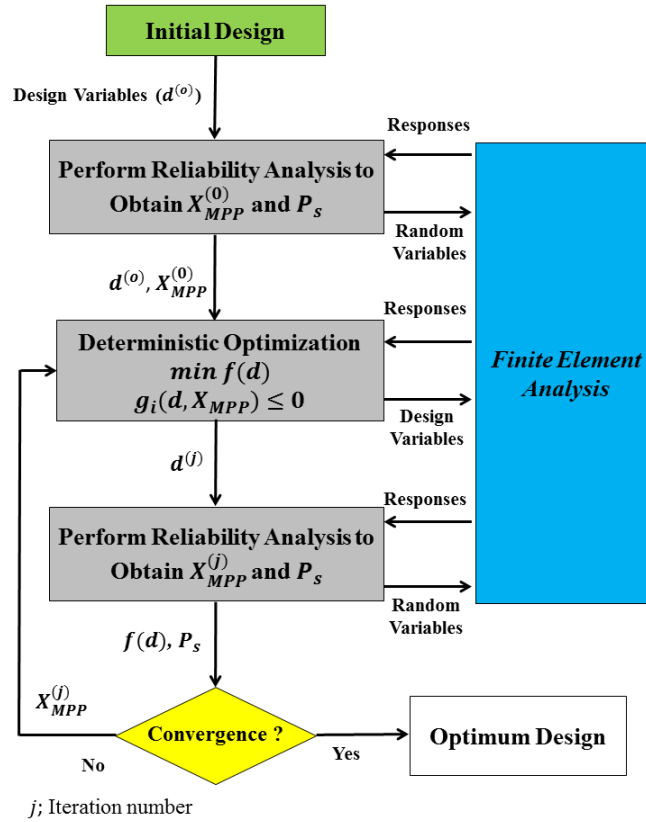 Initial Design
Design Variables (d^(o))
Responses
Perform Reliability Analysis to
Obtain X_MPP^(0) and P_s
Random
Variables
d^(o), X_MPP^(0)
Responses
Deterministic Optimization
min f(d)
g_i(d, X_MPP) ≤ 0
Design
Variables
Finite Element
Analysis
d^(j)
Responses
Perform Reliability Analysis to
Obtain X_MPP^(j) and P_s
Random
Variables
f(d), P_s
X_MPP^(j)
Convergence ?
No
Yes
Optimum Design
j; Iteration number